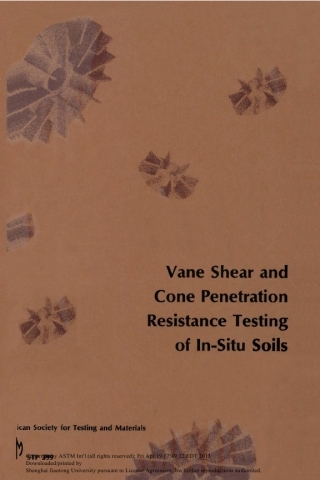 Vane Shear and
Cone Penetration
Resistance Testing
of In-Situ Soils
ican Society for Testing and Materials
STP 399
by ASTM Int'l (all rights reserved);
Downloaded/printed by
Shanghai Jiaotong University pursuant to License Agreement. No further reproductions authorized.